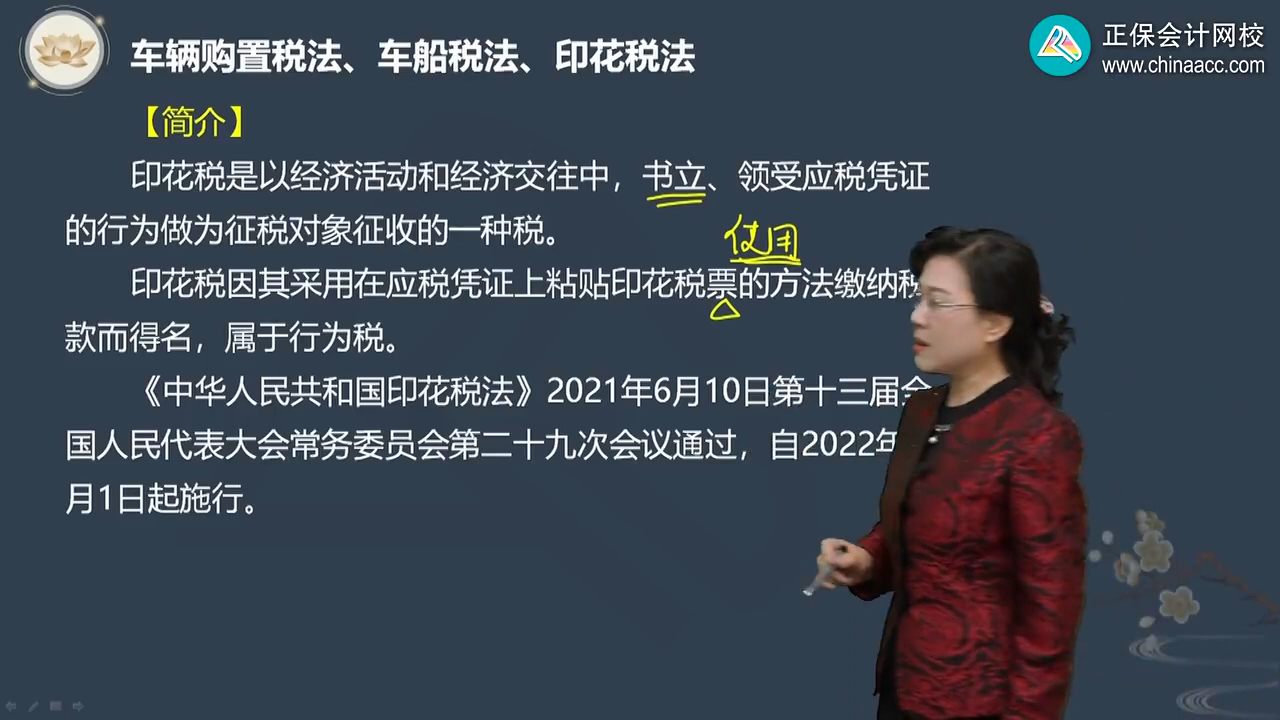 车辆购置税法、车船税法、印花税法
正保会计网校
www.chinaacc.com
【简介】
印花税是以经济活动和经济交往中，书立、领受应税凭证
的行为做为征税对象征收的一种税。
使用
印花税因其采用在应税凭证上粘贴印花税票的方法缴纳税
款而得名，属于行为税。
《中华人民共和国印花税法》2021年6月10日第十三届全
国人民代表大会常务委员会第二十九次会议通过，自2022年
月1日起施行。